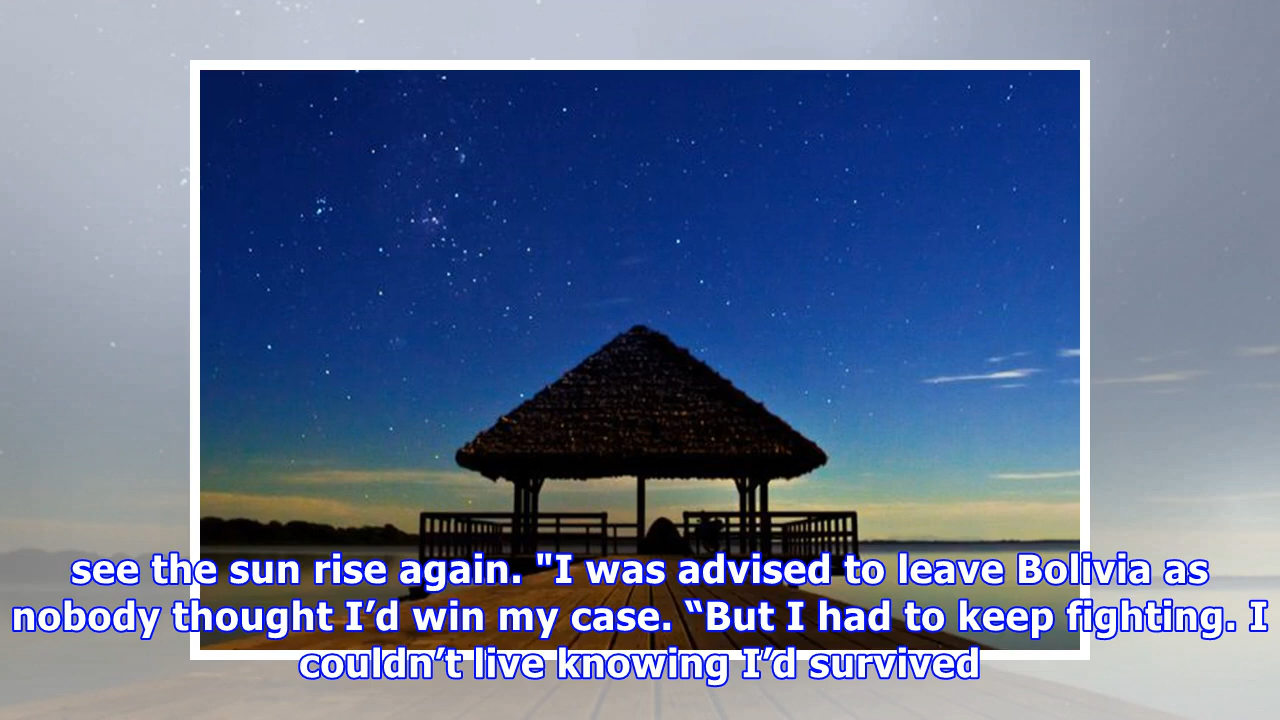 see the sun rise again. "I was advised to leave Bolivia as
nobody thought I’d win my case. “But I had to keep fighting. I
couldn’t live knowing I’d survived